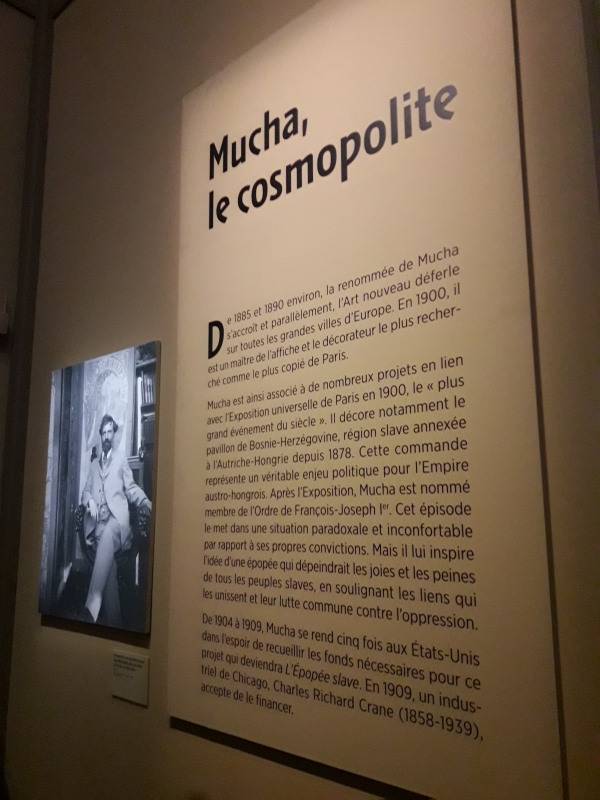 Mucha,
le cosmopolite
De 1885 et 1890 environ, la renommée de Mucha
s'accroît et parallèlement, l'Art nouveau déferle
sur toutes les grandes villes d'Europe. En 1900, il
est un maître de l'affiche et le décorateur le plus recher-
ché comme le plus copié de Paris.
Mucha est ainsi associé à de nombreux projets en lien
avec l'Exposition universelle de Paris en 1900, le « plus
grand événement du siècle ». Il décore notamment le
pavillon de Bosnie-Herzégovine, région slave annexée
à l'Autriche-Hongrie depuis 1878. Cette commande
représente un véritable enjeu politique pour l'Empire
austro-hongrois. Après l'Exposition, Mucha est nommé
membre de l'Ordre de François-Joseph Ier. Cet épisode
le met dans une situation paradoxale et inconfortable
par rapport à ses propres convictions. Mais il lui inspire
l'idée d'une épopée qui dépeindrait les joies et les peines
de tous les peuples slaves, en soulignant les liens qui
les unissent et leur lutte commune contre l'oppression.
De 1904 à 1909, Mucha se rend cinq fois aux États-Unis
dans l'espoir de recueillir les fonds nécessaires pour ce
projet qui deviendra L'Épopée slave. En 1909, un indus-
triel de Chicago, Charles Richard Crane (1858-1939),
accepte de le financer.